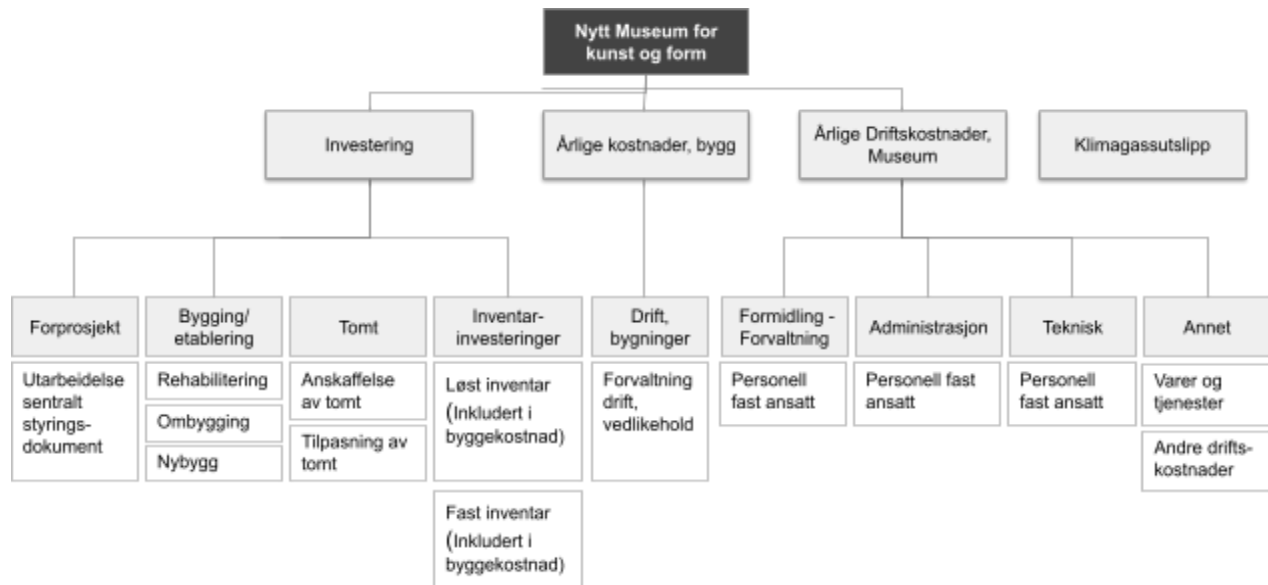 Nytt Museum for
kunst og form
Investering
Årlige kostnader, bygg
Årlige Driftskostnader,
Museum
Klimagassutslipp
Forprosjekt
Bygging/
etablering
Tomt
Inventar-
investeringer
Drift,
bygninger
Formidling -
Forvaltning
Administrasjon
Teknisk
Annet
Utarbeidelse
sentralt
styrings-
dokument
Rehabilitering
Ombygging
Nybygg
Anskaffelse
av tomt
Tilpasning av
tomt
Løst inventar
(Inkludert i
byggekostnad)
Fast inventar
(Inkludert i
byggekostnad)
Forvaltning
drift,
vedlikehold
Personell
fast ansatt
Personell fast
ansatt
Personell
fast ansatt
Varer og
tjenester
Andre drifts-
kostnader